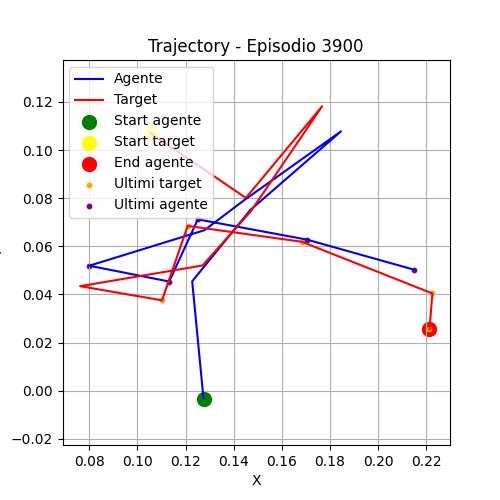 Trajectory - Episodio 3900
Agente
Target
Start agente
Start target
End agente
Ultimi target
Ultimi agente
0.12
0.10
0.08
0.06
0.04
0.02
0.00
−0.02
0.08 0.10 0.12 0.14 0.16 0.18 0.20 0.22
X